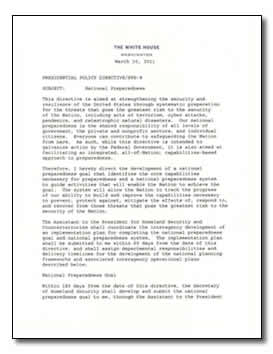 THE WHITE HOUSE
WASHINGTON
March 30, 2011
PRESIDENTIAL POLICY DIRECTIVE/PPD-8
SUBJECT: National Preparedness
This directive is aimed at strengthening the security and
resilience of the United States through systematic preparation
for the threats that pose the greatest risk to the security
of the Nation, including acts of terrorism, cyber attacks,
pandemics, and catastrophic natural disasters. Our national
preparedness is the shared responsibility of all levels of
government, the private and nonprofit sectors, and individual
citizens. Everyone can contribute to safeguarding the Nation
from harm. As such, while this directive is intended to
galvanize action by the Federal Government, it is also aimed at
facilitating an integrated, all-of-Nation, capabilities-based
approach to preparedness.
Therefore, I hereby direct the development of a national
preparedness goal that identifies the core capabilities
necessary for preparedness and a national preparedness system
to guide activities that will enable the Nation to achieve the
goal. The system will allow the Nation to track the progress
of our ability to build and improve the capabilities necessary
to prevent, protect against, mitigate the effects of, respond to,
and recover from those threats that pose the greatest risk to
the security of the Nation.
The Assistant to the President for Homeland Security and
Counterterrorism shall coordinate the interagency development of
an implementation plan for completing the national preparedness
goal and national preparedness system. The implementation plan
shall be submitted to me within 60 days from the date of this
directive, and shall assign departmental responsibilities and
delivery timelines for the development of the national planning
frameworks and associated interagency operational plans
described below.
National Preparedness Goal
Within 180 days from the date of this directive, the Secretary
of Homeland Security shall develop and submit the national
preparedness goal to me, through the Assistant to the President